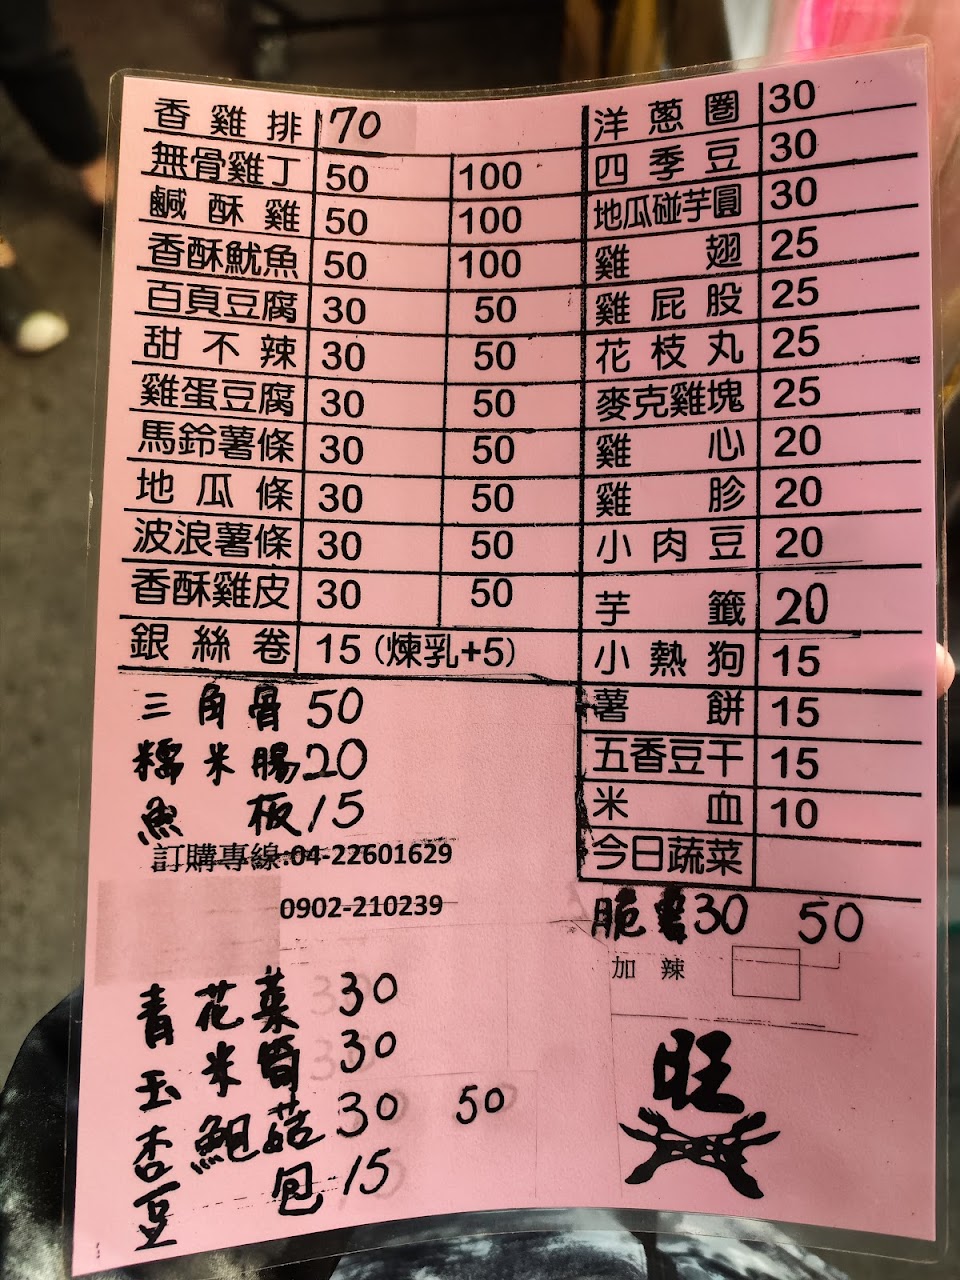 香雞排 70
無骨雞丁 50 100
鹹酥雞 50 100
香酥魷魚 50 100
百頁豆腐 30 50
甜不辣 30 50
雞蛋豆腐 30 50
馬鈴薯條 30 50
地瓜條 30 50
波浪薯條 30 50
香酥雞皮 30 50
銀絲卷 15 (煉乳+5)
三角骨 50
糯米腸 20
魚板 15
訂購專線:04-22601629
0902-210239
青花菜 30
玉米筍 30
杏鮑菇 30 50
豆包 15
洋蔥圈 30
四季豆 30
地瓜碰芋圓 30
雞翅 25
雞屁股 25
花枝丸 25
麥克雞塊 25
雞心 20
雞胗 20
小肉豆 20
芋籤 20
小熱狗 15
薯餅 15
五香豆干 15
米血 10
今日蔬菜
脆 30 50
加辣
旺